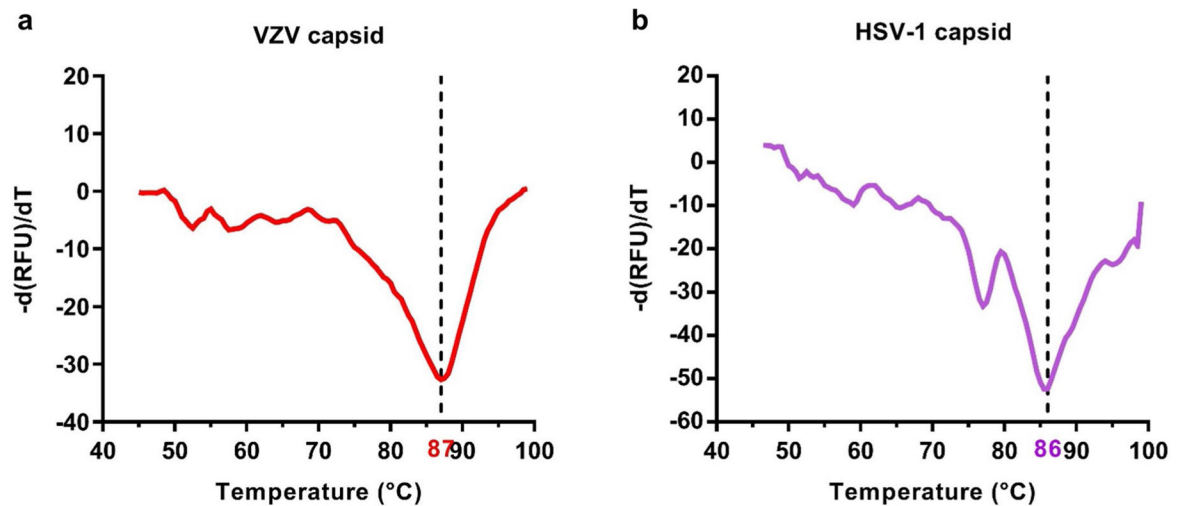 a
VZV capsid
20
10
0
-10
-20
-30
-40
-d(RFU)/dT
40 50 60 70 80 87 90 100
Temperature (°C)
b
HSV-1 capsid
20
10
0
-10
-20
-30
-40
-50
-60
-d(RFU)/dT
40 50 60 70 80 86 90 100
Temperature (°C)